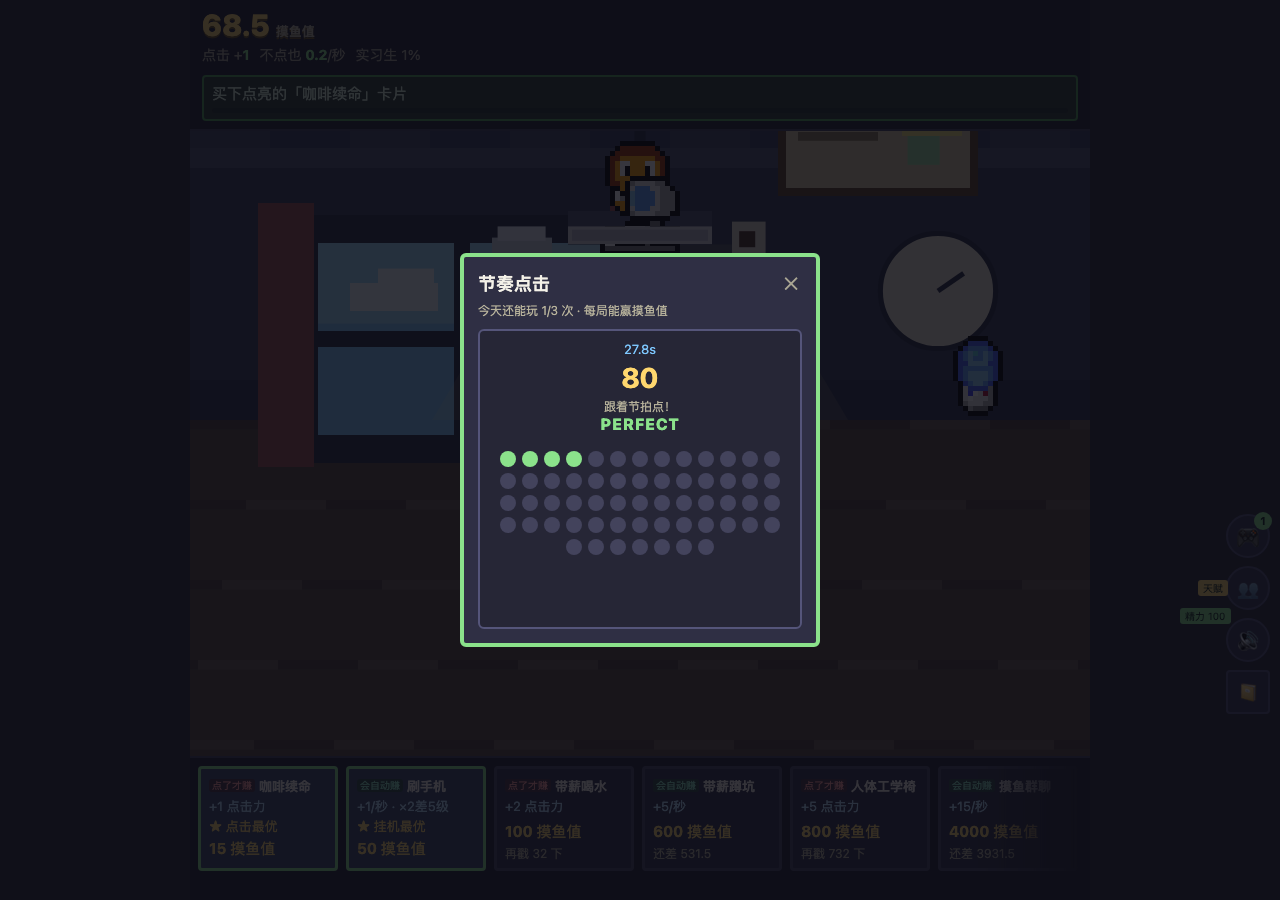 68.5 摸鱼值
点击 +1 不点也 0.2/秒 实习生 1%
买下点亮的「咖啡续命」卡片
节奏点击
今天还能玩 1/3 次 · 每局能赢摸鱼值
27.8s
80
跟着节拍点!
PERFECT
1
天赋
精力 100
点了才赚 咖啡续命
+1 点击力
★ 点击最优
15 摸鱼值
会自动赚 刷手机
+1/秒 · ×2差5级
★ 挂机最优
50 摸鱼值
点了才赚 带薪喝水
+2 点击力
100 摸鱼值
再戳 32 下
会自动赚 带薪蹲坑
+5/秒
600 摸鱼值
还差 531.5
点了才赚 人体工学椅
+5 点击力
800 摸鱼值
再戳 732 下
会自动赚 摸鱼群聊
+15/秒
4000 摸鱼值
还差 3931.5